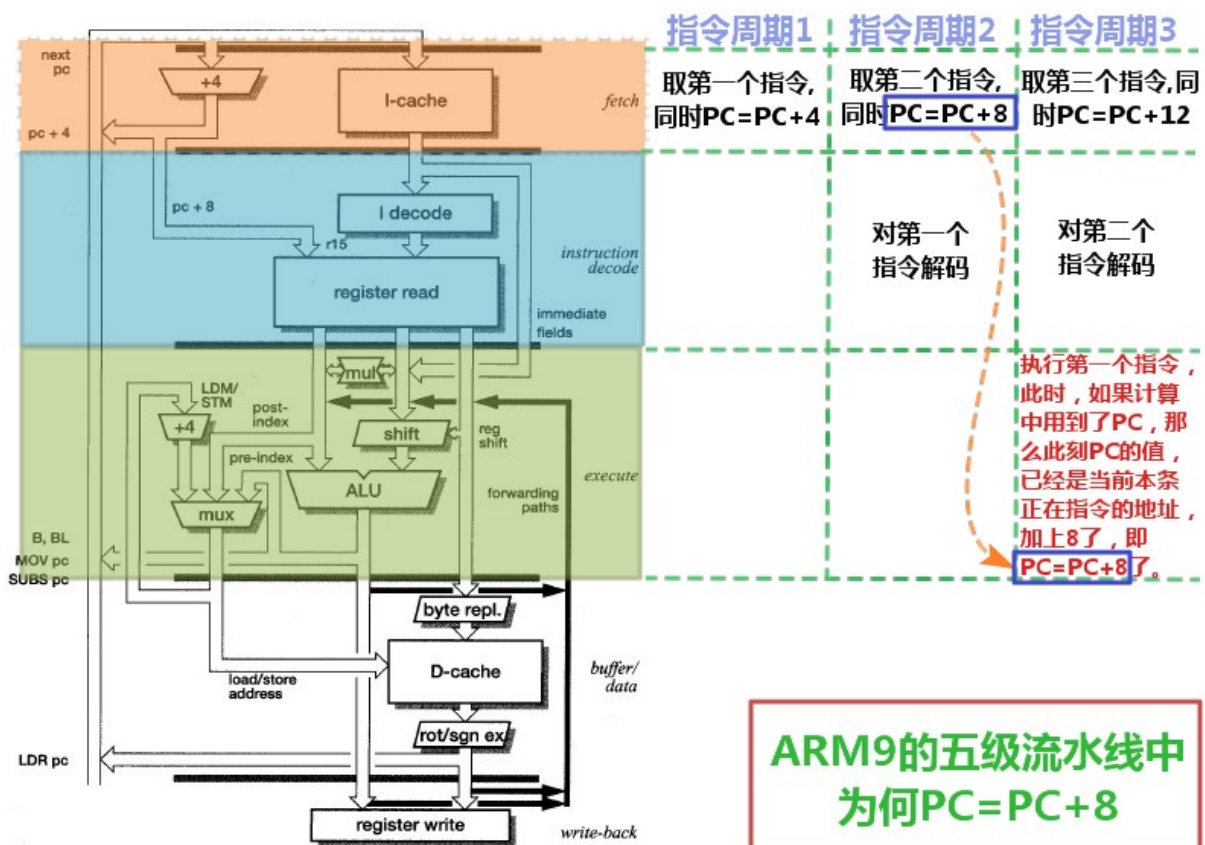 指令周期1
指令周期2
指令周期3
next
pc
+4
I-cache
fetch
pc + 4
取第一个指令,
同时PC=PC+4
取第二个指令,
同时PC=PC+8
取第三个指令,同
时PC=PC+12
pc + 8
I decode
r15
instruction
decode
register read
immediate
fields
对第一个
指令解码
对第二个
指令解码
mul
LDM/
STM
post-
index
+4
shift
reg
shift
pre-index
ALU
execute
forwarding
paths
mux
B, BL
MOV pc
SUBS pc
执行第一个指令，
此时，如果计算
中用到了PC，那
么此刻PC的值，
已经是当前本条
正在指令的地址，
加上8了，即
PC=PC+8了。
byte repl.
D-cache
buffer/
data
load/store
address
rot/sgn ex
LDR pc
register write
write-back
ARM9的五级流水线中
为何PC=PC+8